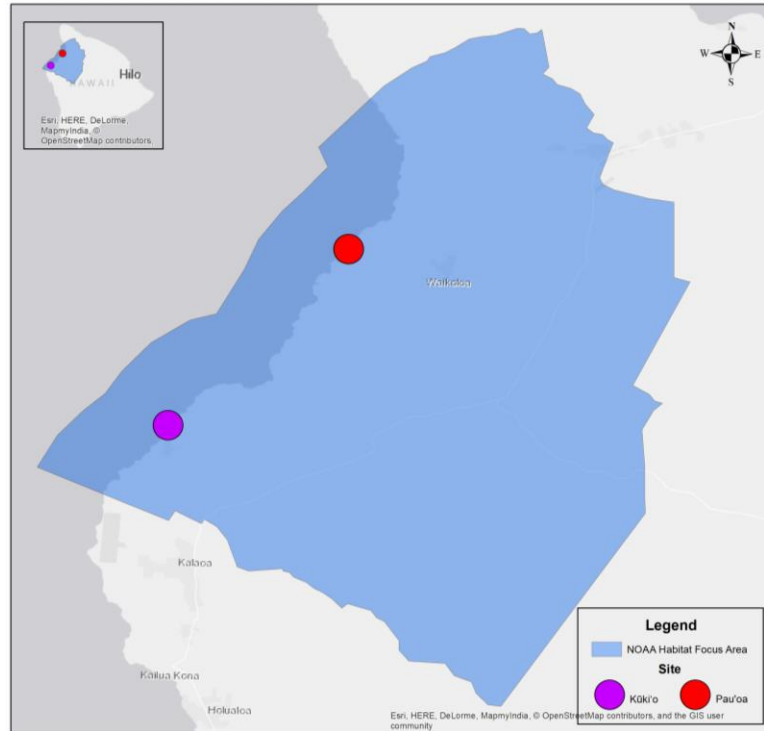 Hilo
HAWAII
Esri, HERE, DeLorme,
MapmyIndia, ©
OpenStreetMap contributors,
N
W
E
S
Waikoloa
Kalaoa
Kailua Kona
Holualoa
Legend
NOAA Habitat Focus Area
Site
Kūki'o
Pau'oa
Esri, HERE, DeLorme, MapmyIndia, © OpenStreetMap contributors, and the GIS user
community